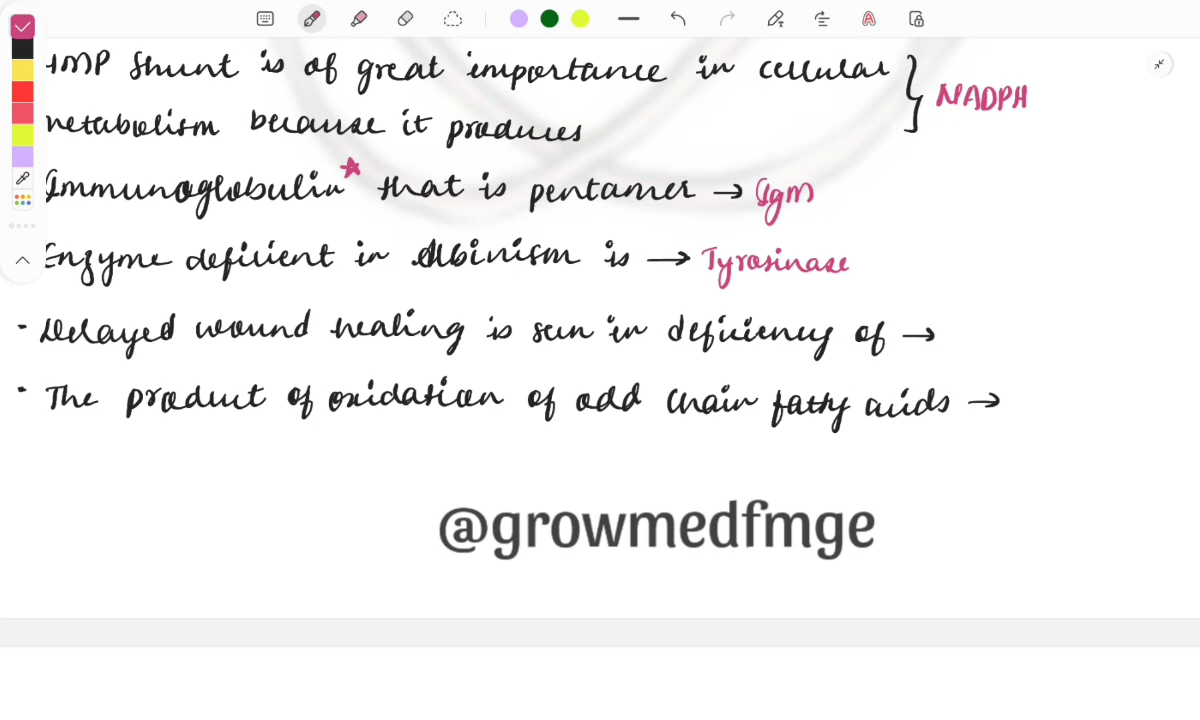 HMP Shunt is of great importance in cellular
metabolism because it produces } NADPH
Immunoglobulin* that is pentamer → IgM
Enzyme deficient in Albinism is → Tyrosinase
· Delayed wound healing is seen in deficiency of →
· The product of oxidation of odd chain fatty acids →
@growmedfmge